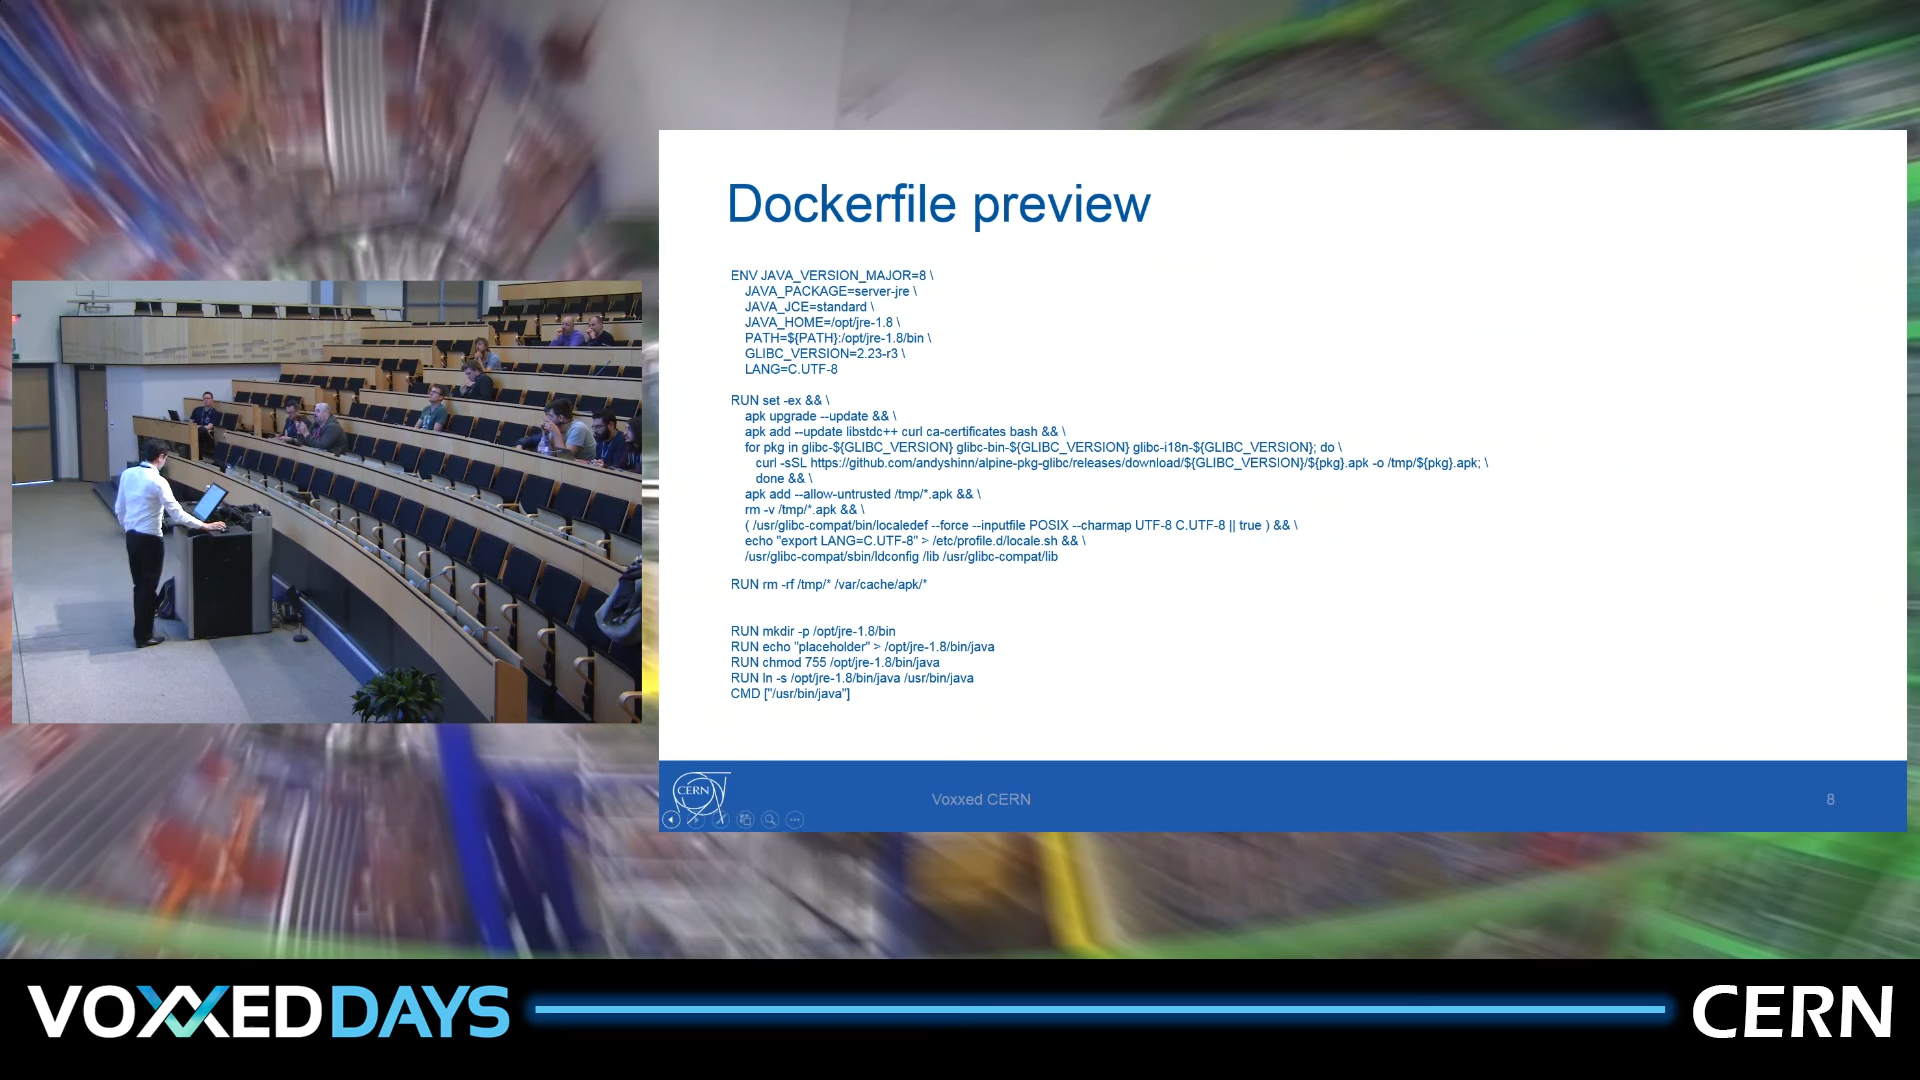 Dockerfile preview
ENV JAVA_VERSION_MAJOR=8 \
JAVA_PACKAGE=server-jre \
JAVA_JCE=standard \
JAVA_HOME=/opt/jre-1.8 \
PATH=${PATH}:/opt/jre-1.8/bin \
GLIBC_VERSION=2.23-r3 \
LANG=C.UTF-8
RUN set -ex && \
apk upgrade --update && \
apk add --update libstdc++ curl ca-certificates bash && \
for pkg in glibc-${GLIBC_VERSION} glibc-bin-${GLIBC_VERSION} glibc-i18n-${GLIBC_VERSION}; do \
curl -sSL https://github.com/andyshinn/alpine-pkg-glibc/releases/download/${GLIBC_VERSION}/${pkg}.apk -o /tmp/${pkg}.apk; \
done && \
apk add --allow-untrusted /tmp/*.apk && \
rm -v /tmp/*.apk && \
( /usr/glibc-compat/bin/localedef --force --inputfile POSIX --charmap UTF-8 C.UTF-8 || true ) && \
echo "export LANG=C.UTF-8" > /etc/profile.d/locale.sh && \
/usr/glibc-compat/sbin/ldconfig /lib /usr/glibc-compat/lib
RUN rm -rf /tmp/* /var/cache/apk/*
RUN mkdir -p /opt/jre-1.8/bin
RUN echo "placeholder" > /opt/jre-1.8/bin/java
RUN chmod 755 /opt/jre-1.8/bin/java
RUN ln -s /opt/jre-1.8/bin/java /usr/bin/java
CMD ["/usr/bin/java"]
CERN
Voxxed CERN
8
VOXXEDDAYS
CERN